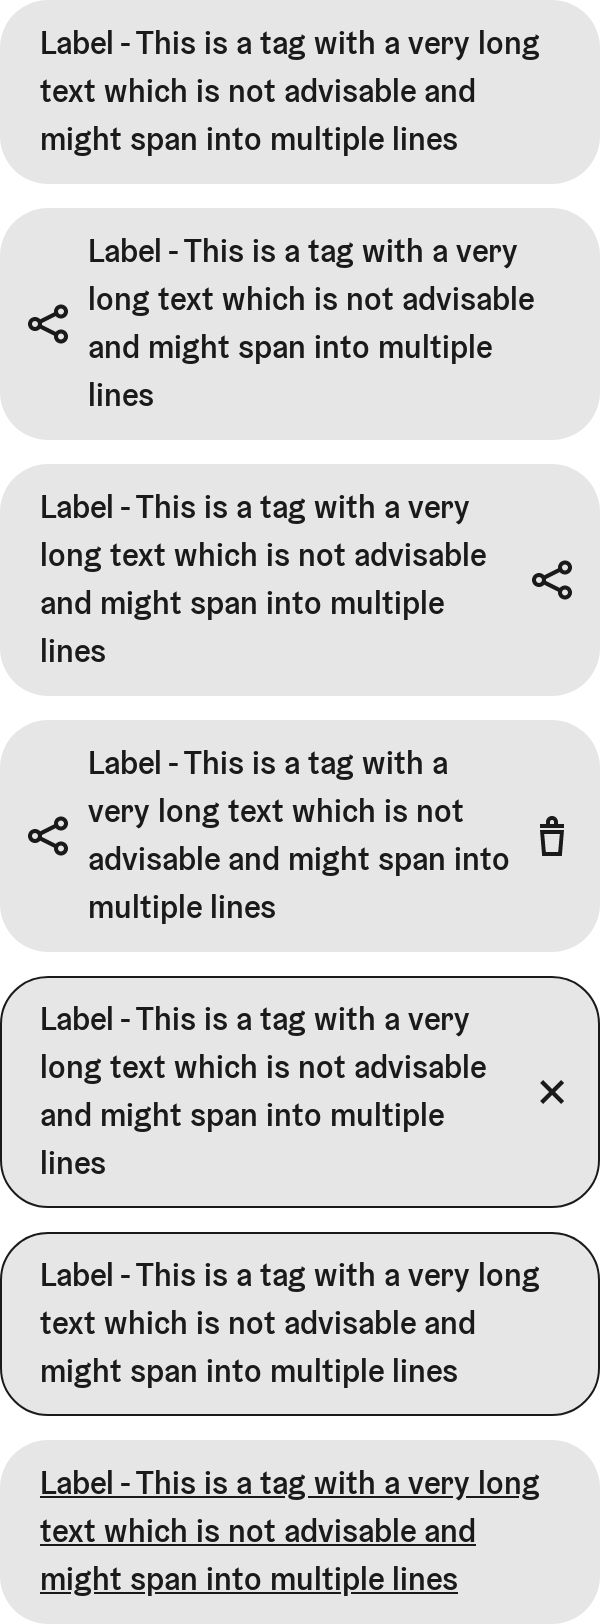 Label - This is a tag with a very long
text which is not advisable and
might span into multiple lines
Label - This is a tag with a very
long text which is not advisable
and might span into multiple
lines
Label - This is a tag with a very
long text which is not advisable
and might span into multiple
lines
Label - This is a tag with a
very long text which is not
advisable and might span into
multiple lines
Label - This is a tag with a very
long text which is not advisable
and might span into multiple
lines
Label - This is a tag with a very long
text which is not advisable and
might span into multiple lines
Label - This is a tag with a very long
text which is not advisable and
might span into multiple lines